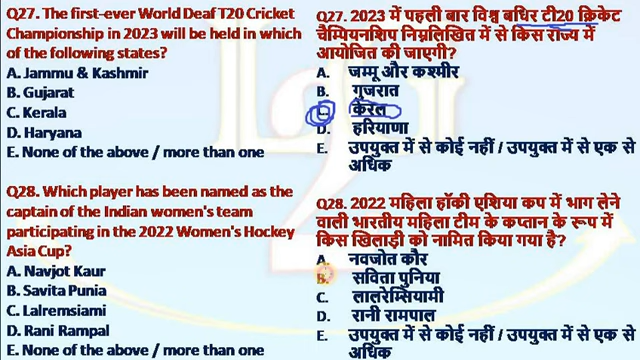 Q27. The first-ever World Deaf T20 Cricket
Championship in 2023 will be held in which
of the following states?
A. Jammu & Kashmir
B. Gujarat
C. Kerala
D. Haryana
E. None of the above / more than one
Q28. Which player has been named as the
captain of the Indian women's team
participating in the 2022 Women's Hockey
Asia Cup?
A. Navjot Kaur
B. Savita Punia
C. Lalremsiami
D. Rani Rampal
E. None of the above / more than one
Q27. 2023 में पहली बार विश्व बधिर टी20 क्रिकेट
चैम्पियनशिप निम्नलिखित में से किस राज्य में
आयोजित की जाएगी?
A. जम्मू और कश्मीर
B. गुजरात
C. केरल
D. हरियाणा
E. उपयुक्त में से कोई नहीं / उपयुक्त में से एक से
अधिक
Q28. 2022 महिला हॉकी एशिया कप में भाग लेने
वाली भारतीय महिला टीम के कप्तान के रूप में
किस खिलाड़ी को नामित किया गया है?
A. नवजोत कौर
B. सविता पुनिया
C. लालरेम्सियामी
D. रानी रामपाल
E. उपयुक्त में से कोई नहीं / उपयुक्त में से एक से
अधिक